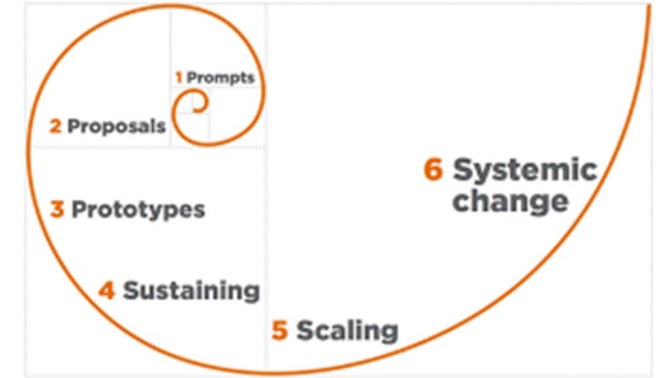 1 Prompts
2 Proposals
3 Prototypes
4 Sustaining
5 Scaling
6 Systemic
change